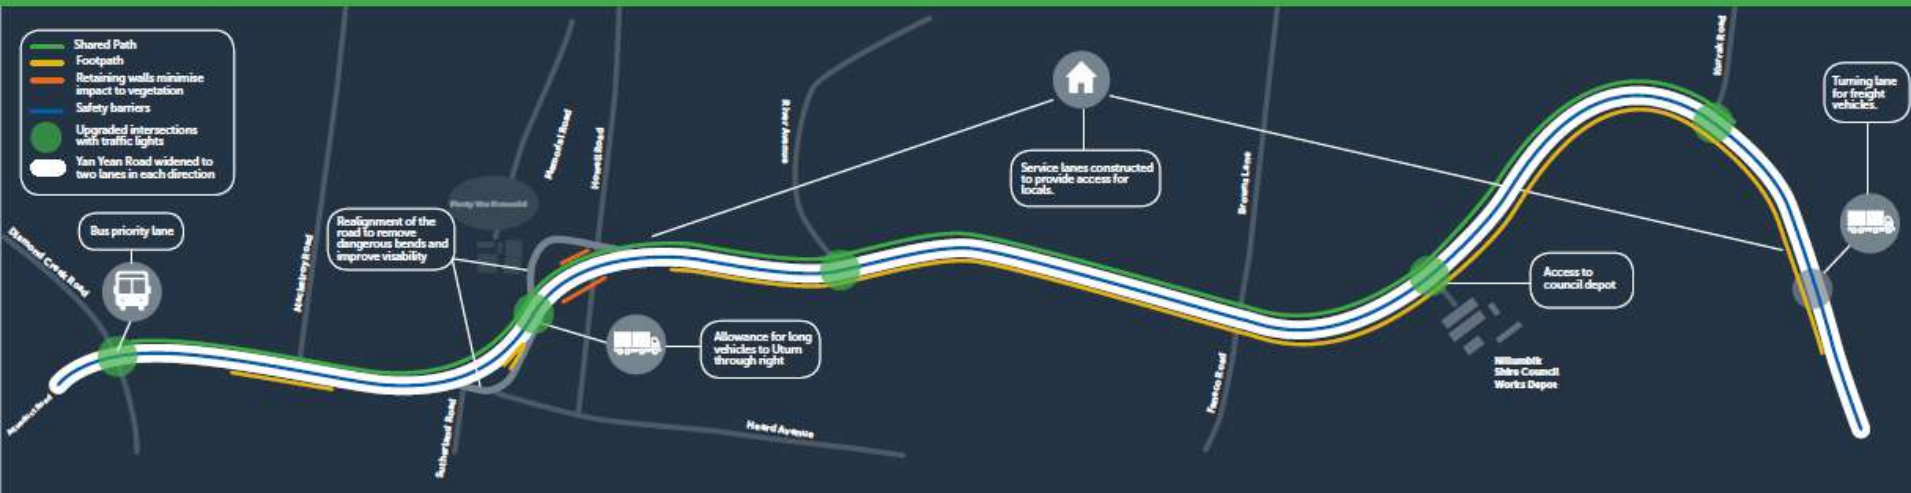 Shared Path
Footpath
Retaining walls minimise
impact to vegetation
Safety barriers
Upgraded intersections
with traffic lights
Yan Yean Road widened to
two lanes in each direction
Bus priority lane
Diamond Creek Road
Macleloy Road
Realignment of the
road to remove
dangerous bends and
improve visability
Memorial Road
Howell Road
River Avenue
Service lanes constructed
to provide access for
locals.
Browns Lane
Kurrak Road
Turning lane
for freight
vehicles.
Access to
council depot
Allowance for long
vehicles to Uturn
through right
Nillumbik
Shire Council
Works Depot
Sutherland Road
Heard Avenue
Road